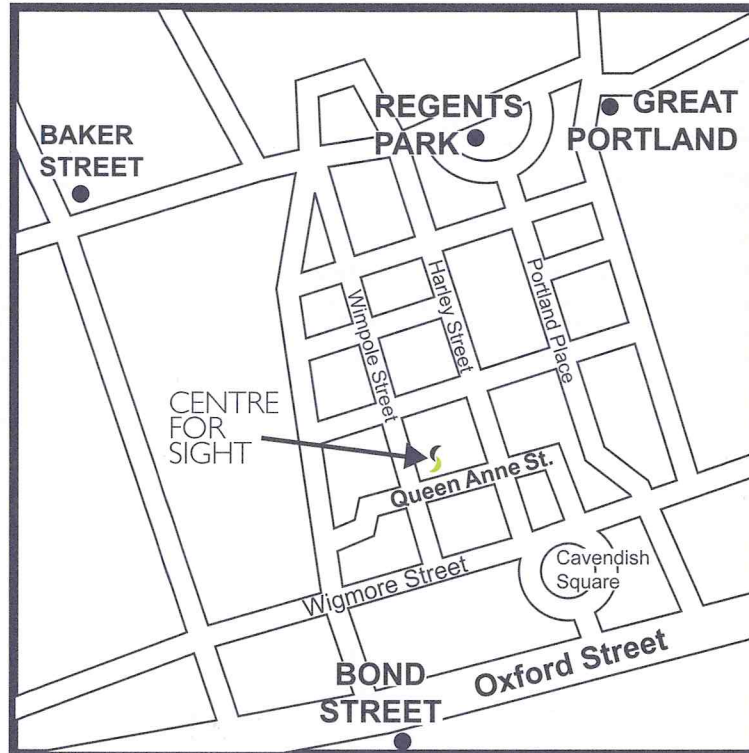 REGENTS
PARK
GREAT
PORTLAND
BAKER
STREET
Wimpole Street
Harley Street
Portland Place
CENTRE
FOR
SIGHT
Queen Anne St.
Cavendish
Square
Wigmore Street
Oxford Street
BOND
STREET